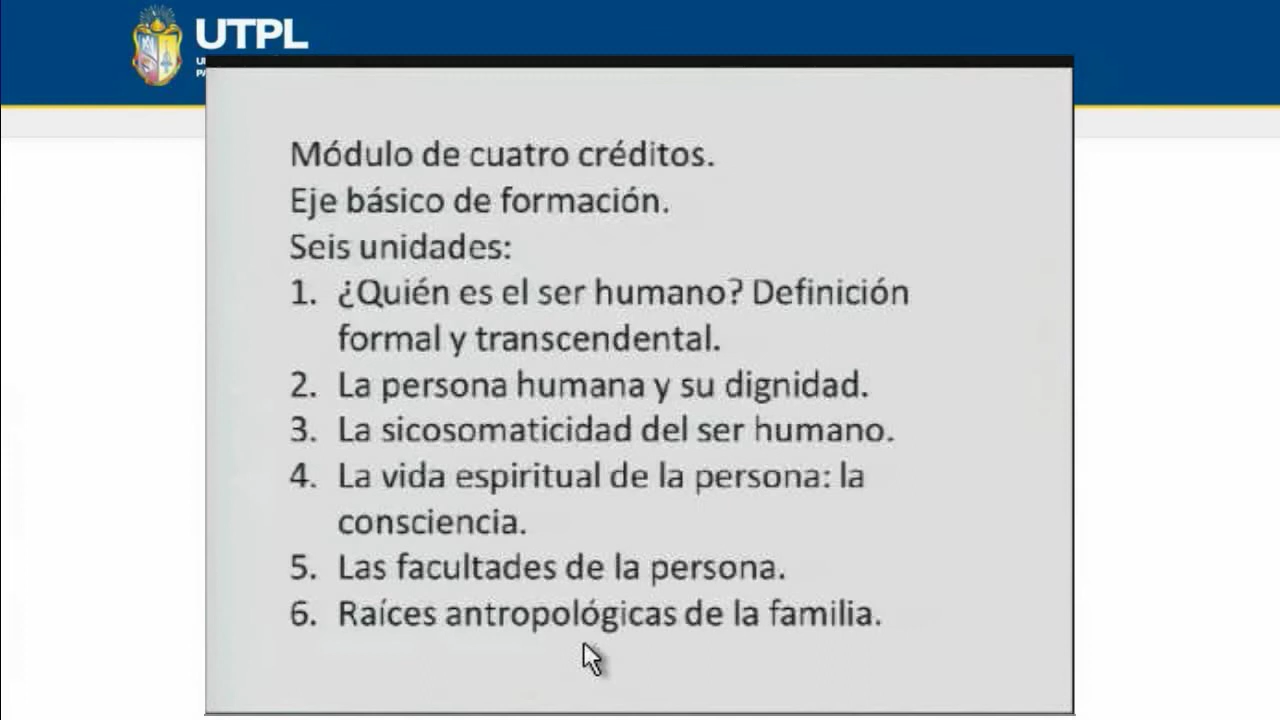 UTPL
Módulo de cuatro créditos.
Eje básico de formación.
Seis unidades:
1. ¿Quién es el ser humano? Definición
formal y transcendental.
2. La persona humana y su dignidad.
3. La sicosomaticidad del ser humano.
4. La vida espiritual de la persona: la
consciencia.
5. Las facultades de la persona.
6. Raíces antropológicas de la familia.